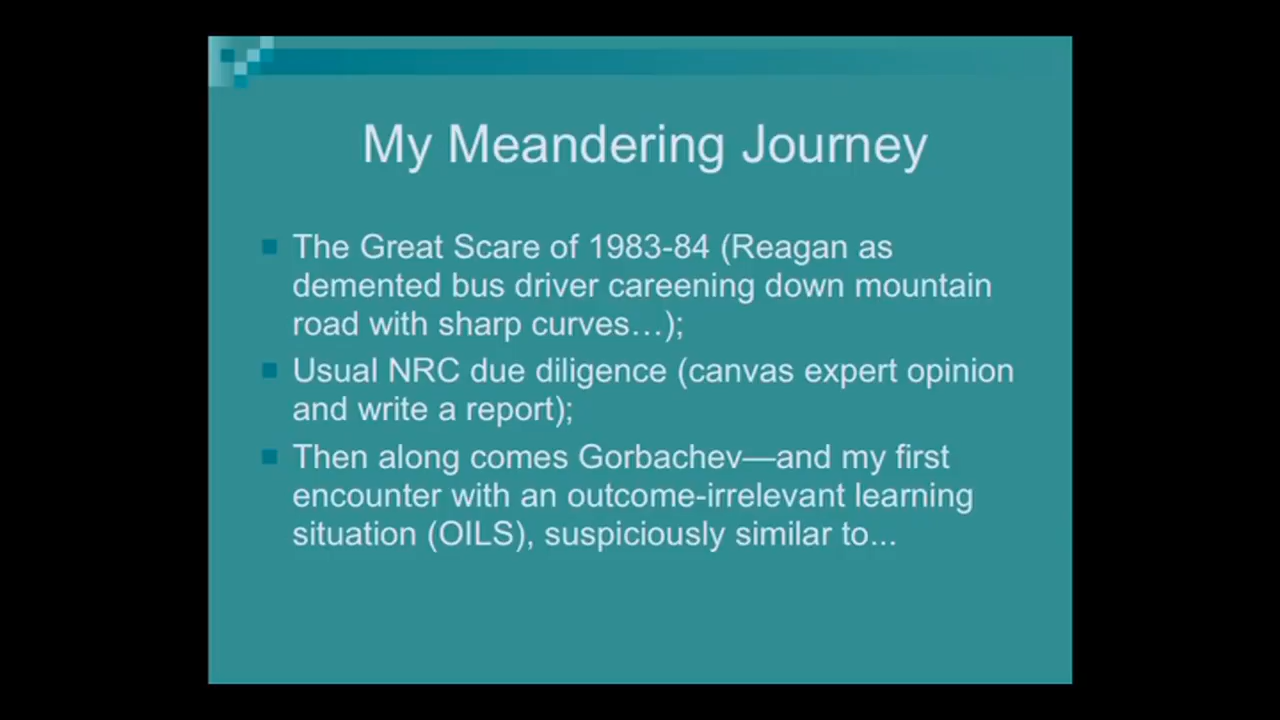 My Meandering Journey
The Great Scare of 1983-84 (Reagan as
demented bus driver careening down mountain
road with sharp curves…);
Usual NRC due diligence (canvas expert opinion
and write a report);
Then along comes Gorbachev—and my first
encounter with an outcome-irrelevant learning
situation (OILS), suspiciously similar to...